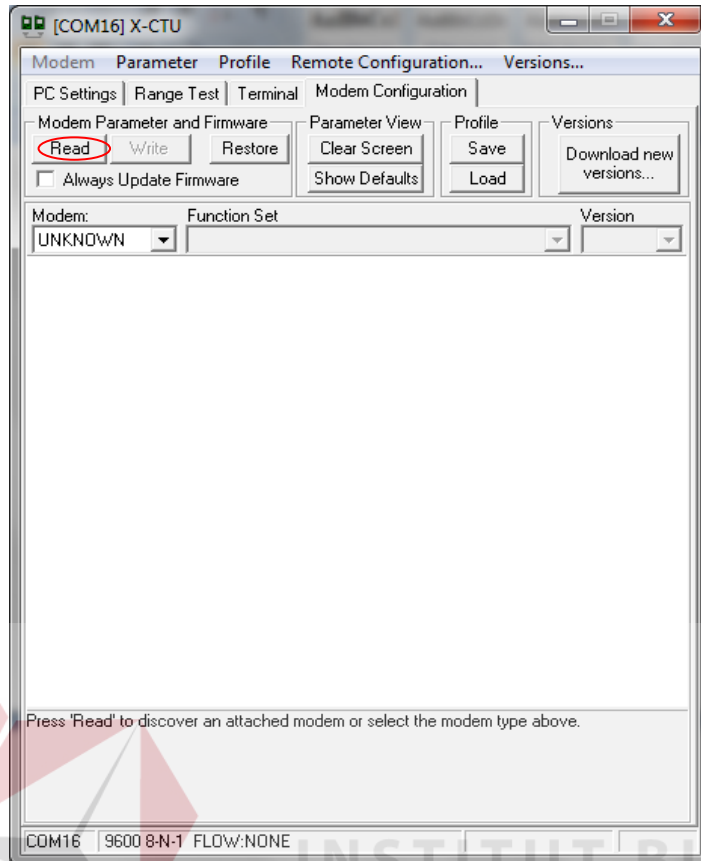 [COM16] X-CTU
Modem Parameter Profile Remote Configuration... Versions...
PC Settings Range Test Terminal Modem Configuration
Modem Parameter and Firmware Parameter View Profile Versions
Read Write Restore Clear Screen Save Download new versions...
Always Update Firmware Show Defaults Load
Modem: Function Set Version
UNKNOWN
Press 'Read' to discover an attached modem or select the modem type above.
COM16 9600 8-N-1 FLOW:NONE